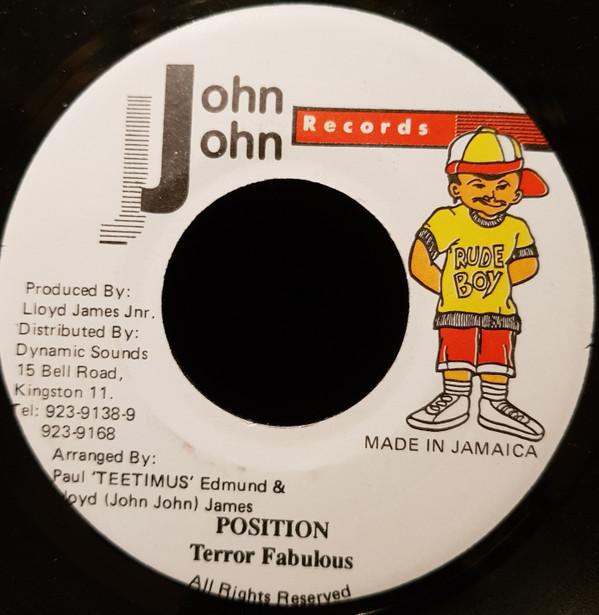 John
John
Records
RUDE
BOY
Produced By:
Lloyd James Jnr.
Distributed By:
Dynamic Sounds
15 Bell Road,
Kingston 11.
Tel: 923-9138-9
923-9168
MADE IN JAMAICA
Arranged By:
Paul 'TEETIMUS' Edmund &
Lloyd (John John) James
POSITION
Terror Fabulous
All Rights Reserved